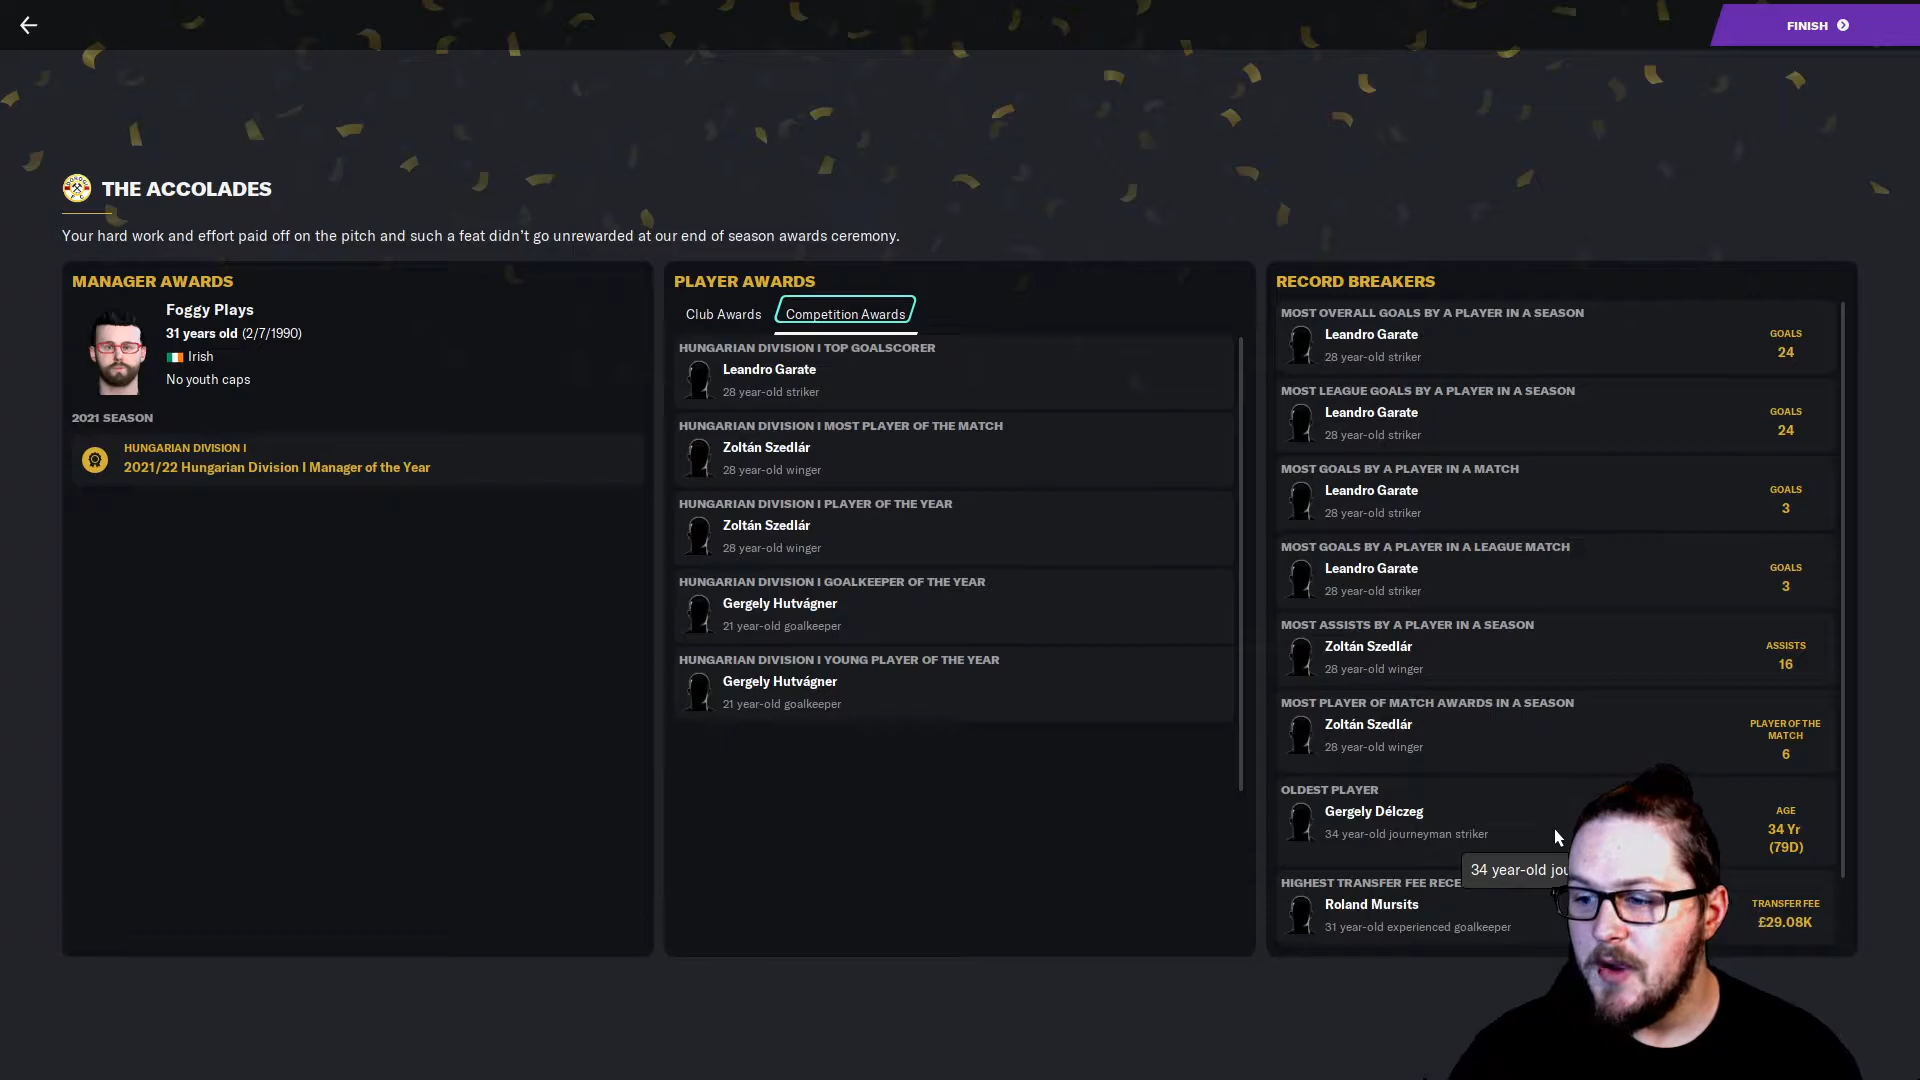 FINISH
THE ACCOLADES
Your hard work and effort paid off on the pitch and such a feat didn't go unrewarded at our end of season awards ceremony.
MANAGER AWARDS
Foggy Plays
31 years old (2/7/1990)
Irish
No youth caps
2021 SEASON
HUNGARIAN DIVISION I
2021/22 Hungarian Division I Manager of the Year
PLAYER AWARDS
Club Awards
Competition Awards
HUNGARIAN DIVISION I TOP GOALSCORER
Leandro Garate
28 year-old striker
HUNGARIAN DIVISION I MOST PLAYER OF THE MATCH
Zoltán Szedlár
28 year-old winger
HUNGARIAN DIVISION I PLAYER OF THE YEAR
Zoltán Szedlár
28 year-old winger
HUNGARIAN DIVISION I GOALKEEPER OF THE YEAR
Gergely Hutvágner
21 year-old goalkeeper
HUNGARIAN DIVISION I YOUNG PLAYER OF THE YEAR
Gergely Hutvágner
21 year-old goalkeeper
RECORD BREAKERS
MOST OVERALL GOALS BY A PLAYER IN A SEASON
Leandro Garate
28 year-old striker
GOALS
24
MOST LEAGUE GOALS BY A PLAYER IN A SEASON
Leandro Garate
28 year-old striker
GOALS
24
MOST GOALS BY A PLAYER IN A MATCH
Leandro Garate
28 year-old striker
GOALS
3
MOST GOALS BY A PLAYER IN A LEAGUE MATCH
Leandro Garate
28 year-old striker
GOALS
3
MOST ASSISTS BY A PLAYER IN A SEASON
Zoltán Szedlár
28 year-old winger
ASSISTS
16
MOST PLAYER OF MATCH AWARDS IN A SEASON
Zoltán Szedlár
28 year-old winger
PLAYER OF THE
MATCH
6
OLDEST PLAYER
Gergely Délczeg
34 year-old journeyman striker
AGE
34 Yr
(79D)
34 year-old jou
HIGHEST TRANSFER FEE RECE
Roland Mursits
31 year-old experienced goalkeeper
TRANSFER FEE
£29.08K